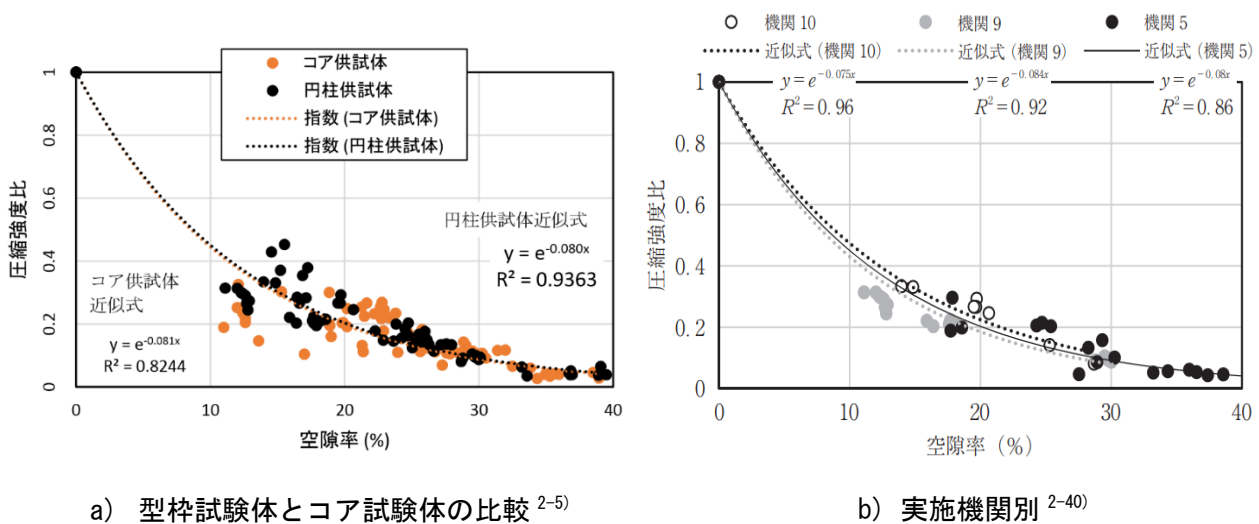 コア供試体
円柱供試体
指数 (コア供試体)
指数 (円柱供試体)
圧縮強度比
1
0.8
0.6
0.4
0.2
0
円柱供試体近似式
y = e^-0.080x
R² = 0.9363
コア供試体
近似式
y = e^-0.081x
R² = 0.8244
0 10 20 30 40
空隙率 (%)
a) 型枠試験体とコア試験体の比較 2-5)
機関 10 機関 9 機関 5
近似式 (機関 10) 近似式 (機関 9) 近似式 (機関 5)
y=e^-0.075x y=e^-0.084x y=e^-0.08x
R²=0.96 R²=0.92 R²=0.86
圧縮強度比
1
0.8
0.6
0.4
0.2
0
0 10 20 30 40
空隙率 (%)
b) 実施機関別 2-40)